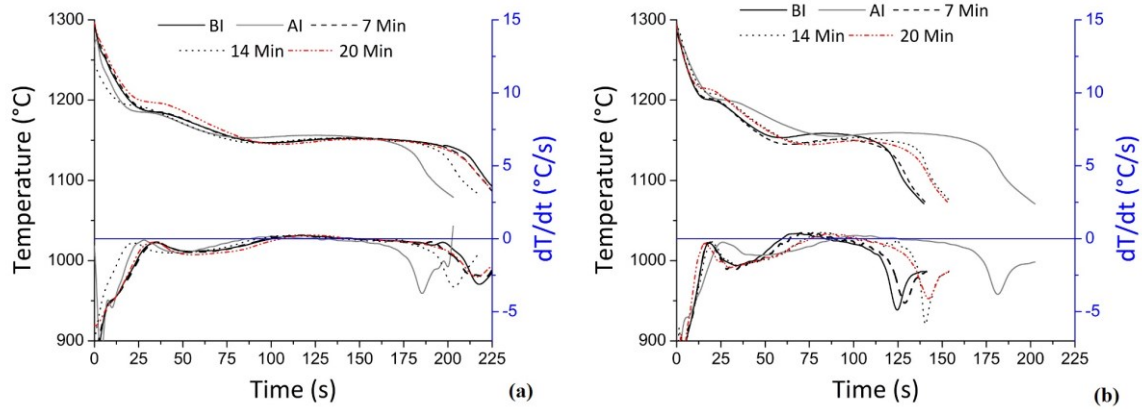 BI AI 7 Min
14 Min 20 Min
1300
1200
1100
1000
900
Temperature (°C)
15
10
5
0
-5
dT/dt (°C/s)
0 25 50 75 100 125 150 175 200 225
Time (s)
(a)
BI AI 7 Min
14 Min 20 Min
1300
1200
1100
1000
900
Temperature (°C)
15
10
5
0
-5
dT/dt (°C/s)
0 25 50 75 100 125 150 175 200 225
Time (s)
(b)